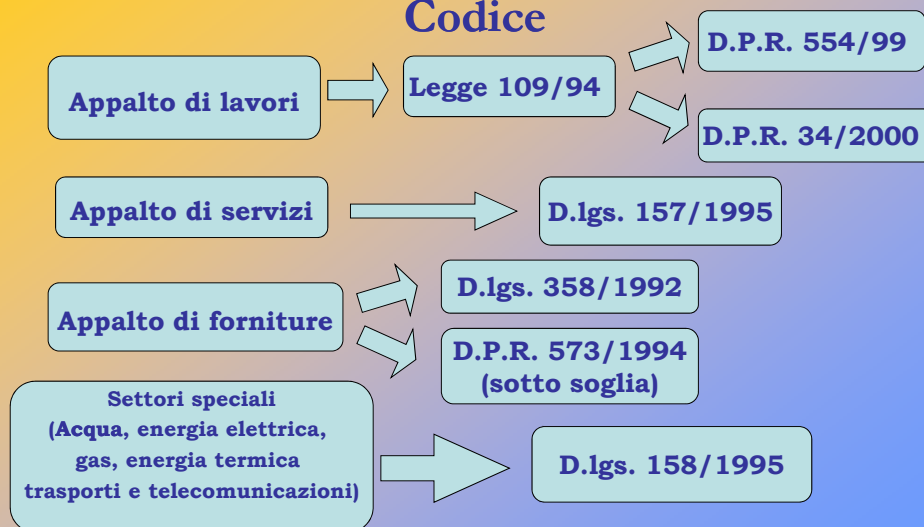 Codice
Appalto di lavori
Legge 109/94
D.P.R. 554/99
D.P.R. 34/2000
Appalto di servizi
D.lgs. 157/1995
Appalto di forniture
D.lgs. 358/1992
D.P.R. 573/1994
(sotto soglia)
Settori speciali
(Acqua, energia elettrica,
gas, energia termica
trasporti e telecomunicazioni)
D.lgs. 158/1995